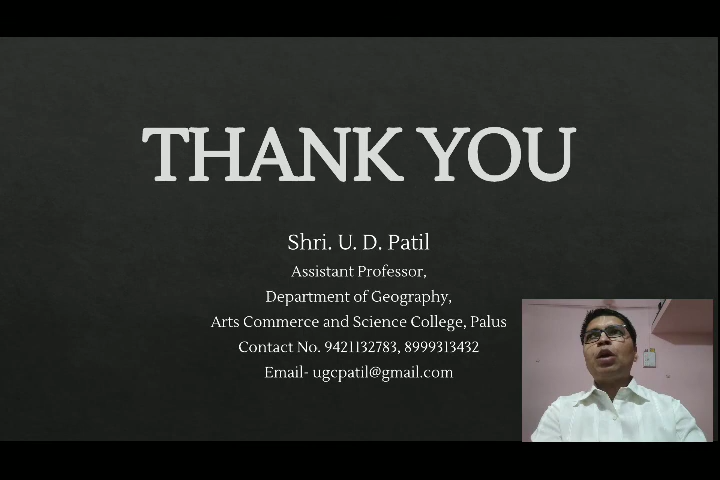 THANK YOU
Shri. U. D. Patil
Assistant Professor,
Department of Geography,
Arts Commerce and Science College, Palus
Contact No. 9421132783, 8999313432
Email- ugcpatil@gmail.com